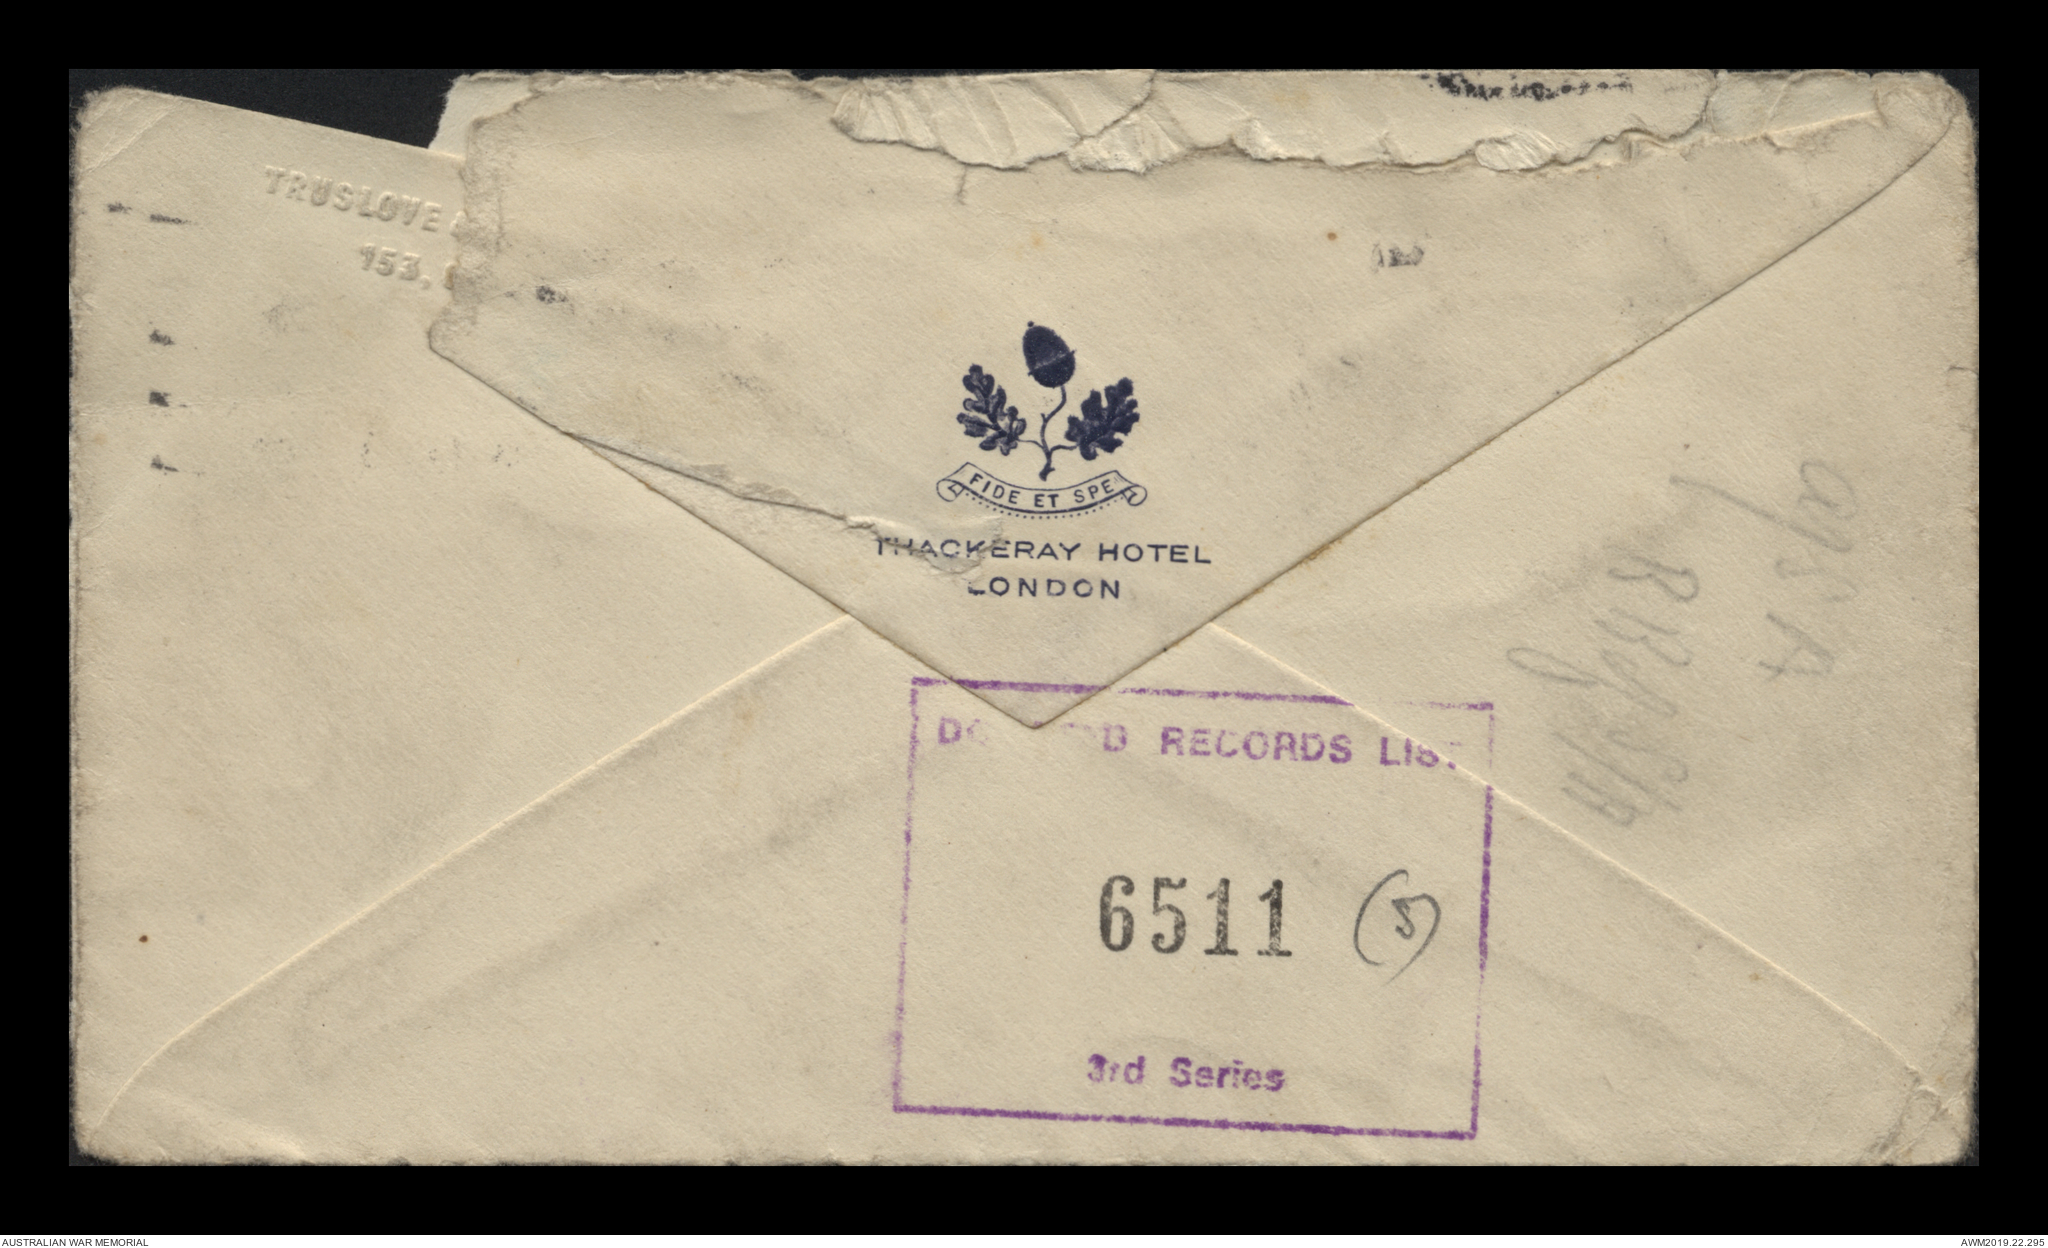 TRUSLOVE &
153,
FIDE ET SPE
THACKERAY HOTEL
LONDON
RECORDS LIST
6511 (5)
3rd Series
AUSTRALIAN WAR MEMORIAL
AWM2019.22.295